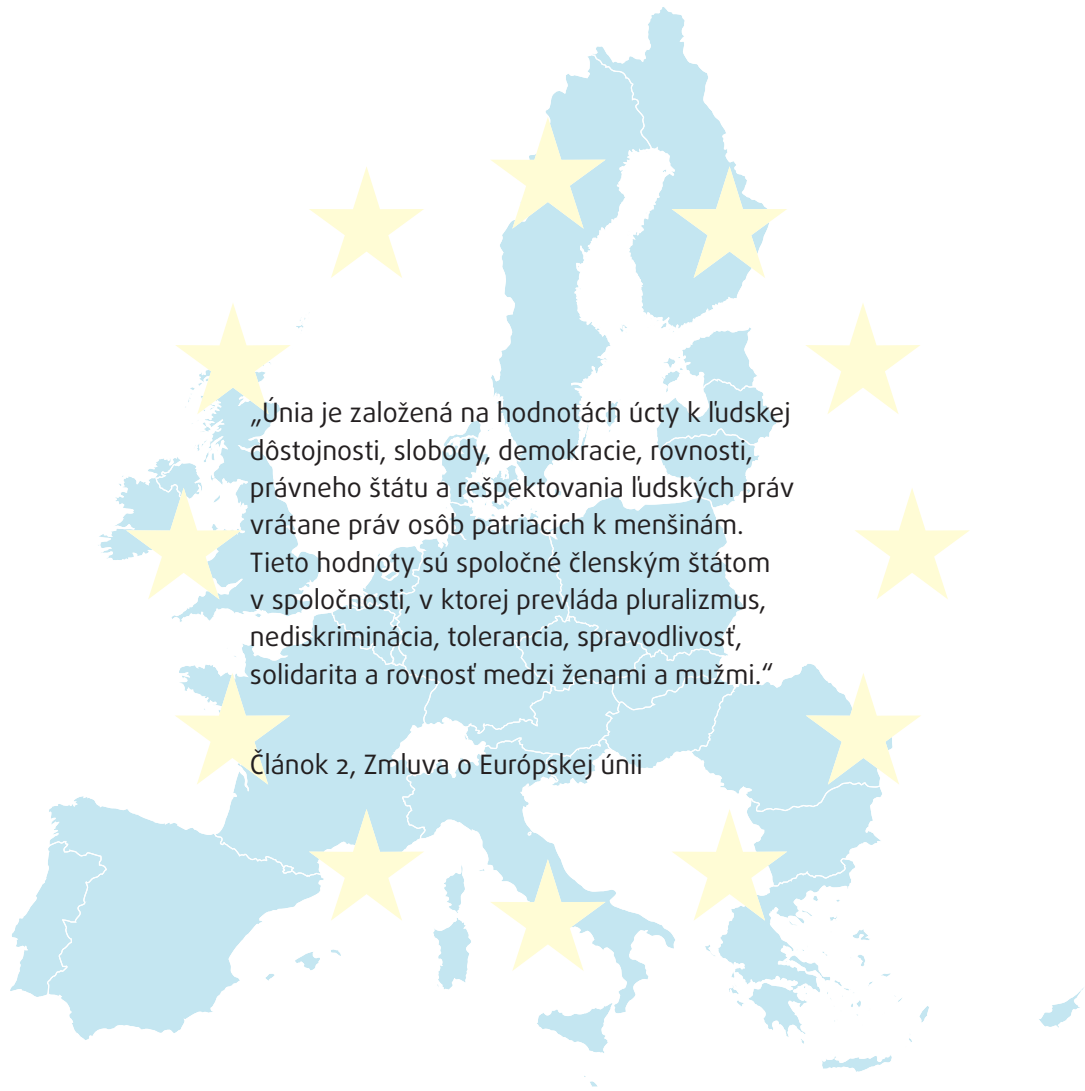 „Únia je založená na hodnotách úcty k ľudskej
dôstojnosti, slobody, demokracie, rovnosti,
právneho štátu a rešpektovania ľudských práv
vrátane práv osôb patriacich k menšinám.
Tieto hodnoty sú spoločné členským štátom
v spoločnosti, v ktorej prevláda pluralizmus,
nediskriminácia, tolerancia, spravodlivosť,
solidarita a rovnosť medzi ženami a mužmi.“
Článok 2, Zmluva o Európskej únii